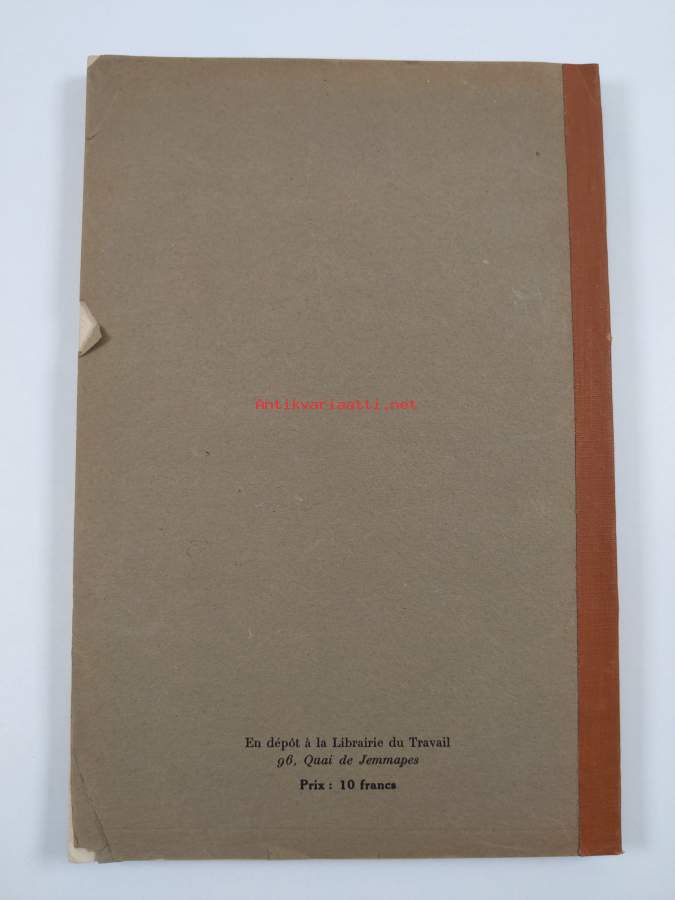 Antikvariaatti.net
En dépôt à la Librairie du Travail
96, Quai de Jemmapes
Prix : 10 francs